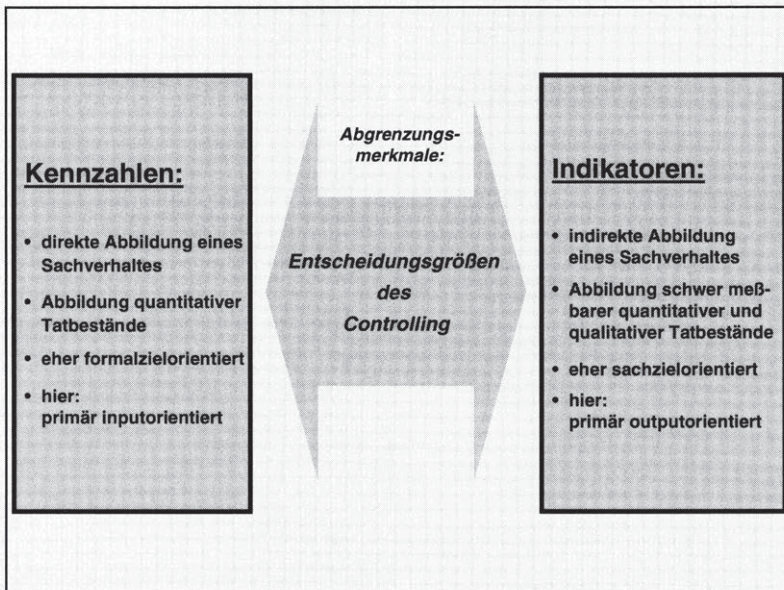 Kennzahlen:
• direkte Abbildung eines
Sachverhaltes
• Abbildung quantitativer
Tatbestände
• eher formalzielorientiert
• hier:
primär inputorientiert
Abgrenzungs-
merkmale:
Entscheidungsgrößen
des
Controlling
Indikatoren:
• indirekte Abbildung
eines Sachverhaltes
• Abbildung schwer meß-
barer quantitativer und
qualitativer Tatbestände
• eher sachzielorientiert
• hier:
primär outputorientiert